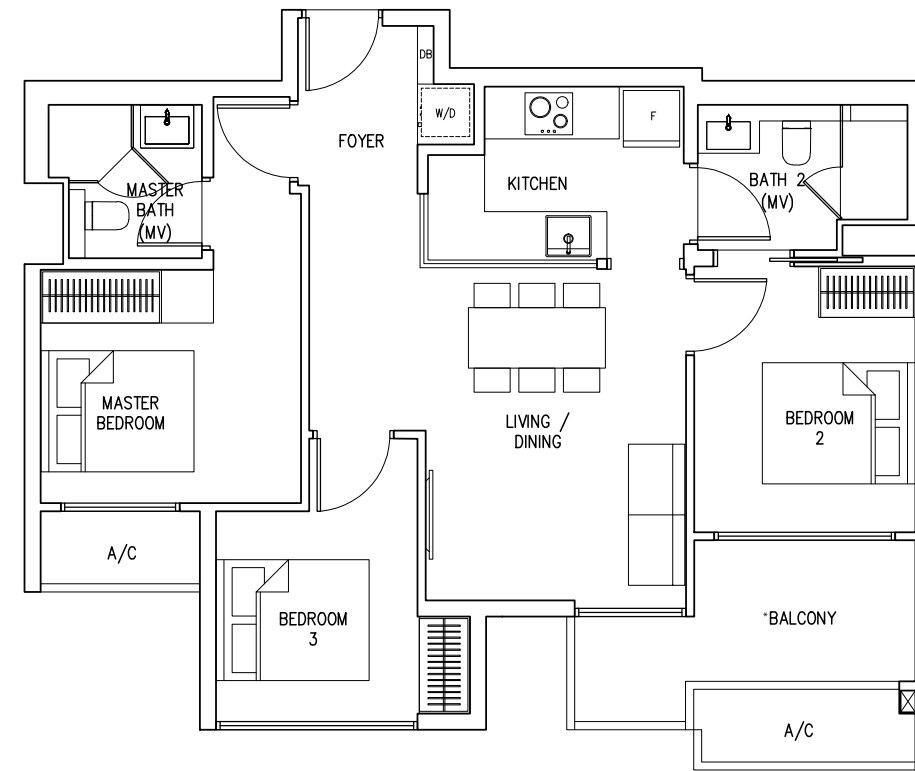 DB
W/D
F
FOYER
KITCHEN
MASTER
BATH
(MV)
BATH 2
(MV)
MASTER
BEDROOM
LIVING /
DINING
BEDROOM
2
A/C
BEDROOM
3
*BALCONY
A/C